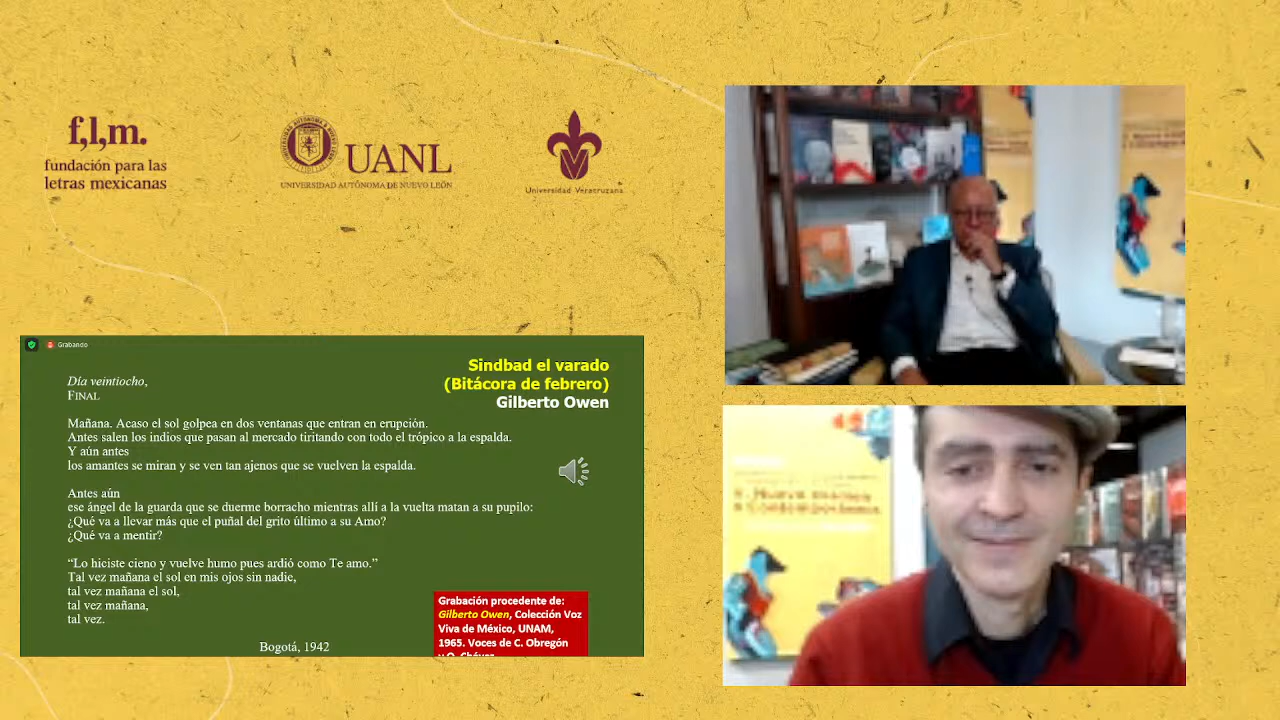 f,l,m.
fundación para las
letras mexicanas
UANL
UNIVERSIDAD AUTÓNOMA DE NUEVO LEÓN
Universidad Veracruzana
Grabando
Sindbad el varado
(Bitácora de febrero)
Gilberto Owen
Día veintiocho,
FINAL
Mañana. Acaso el sol golpea en dos ventanas que entran en erupción.
Antes salen los indios que pasan al mercado tiritando con todo el trópico a la espalda.
Y aún antes
los amantes se miran y se ven tan ajenos que se vuelven la espalda.
Antes aún
ese ángel de la guarda que se duerme borracho mientras allí a la vuelta matan a su pupilo:
¿Qué va a llevar más que el puñal del grito último a su Amo?
¿Qué va a mentir?
“Lo hiciste cieno y vuelve humo pues ardió como Te amo.”
Tal vez mañana el sol en mis ojos sin nadie,
tal vez mañana el sol,
tal vez mañana,
tal vez.
Bogotá, 1942
Grabación procedente de:
Gilberto Owen, Colección Voz
Viva de México, UNAM,
1965. Voces de C. Obregón